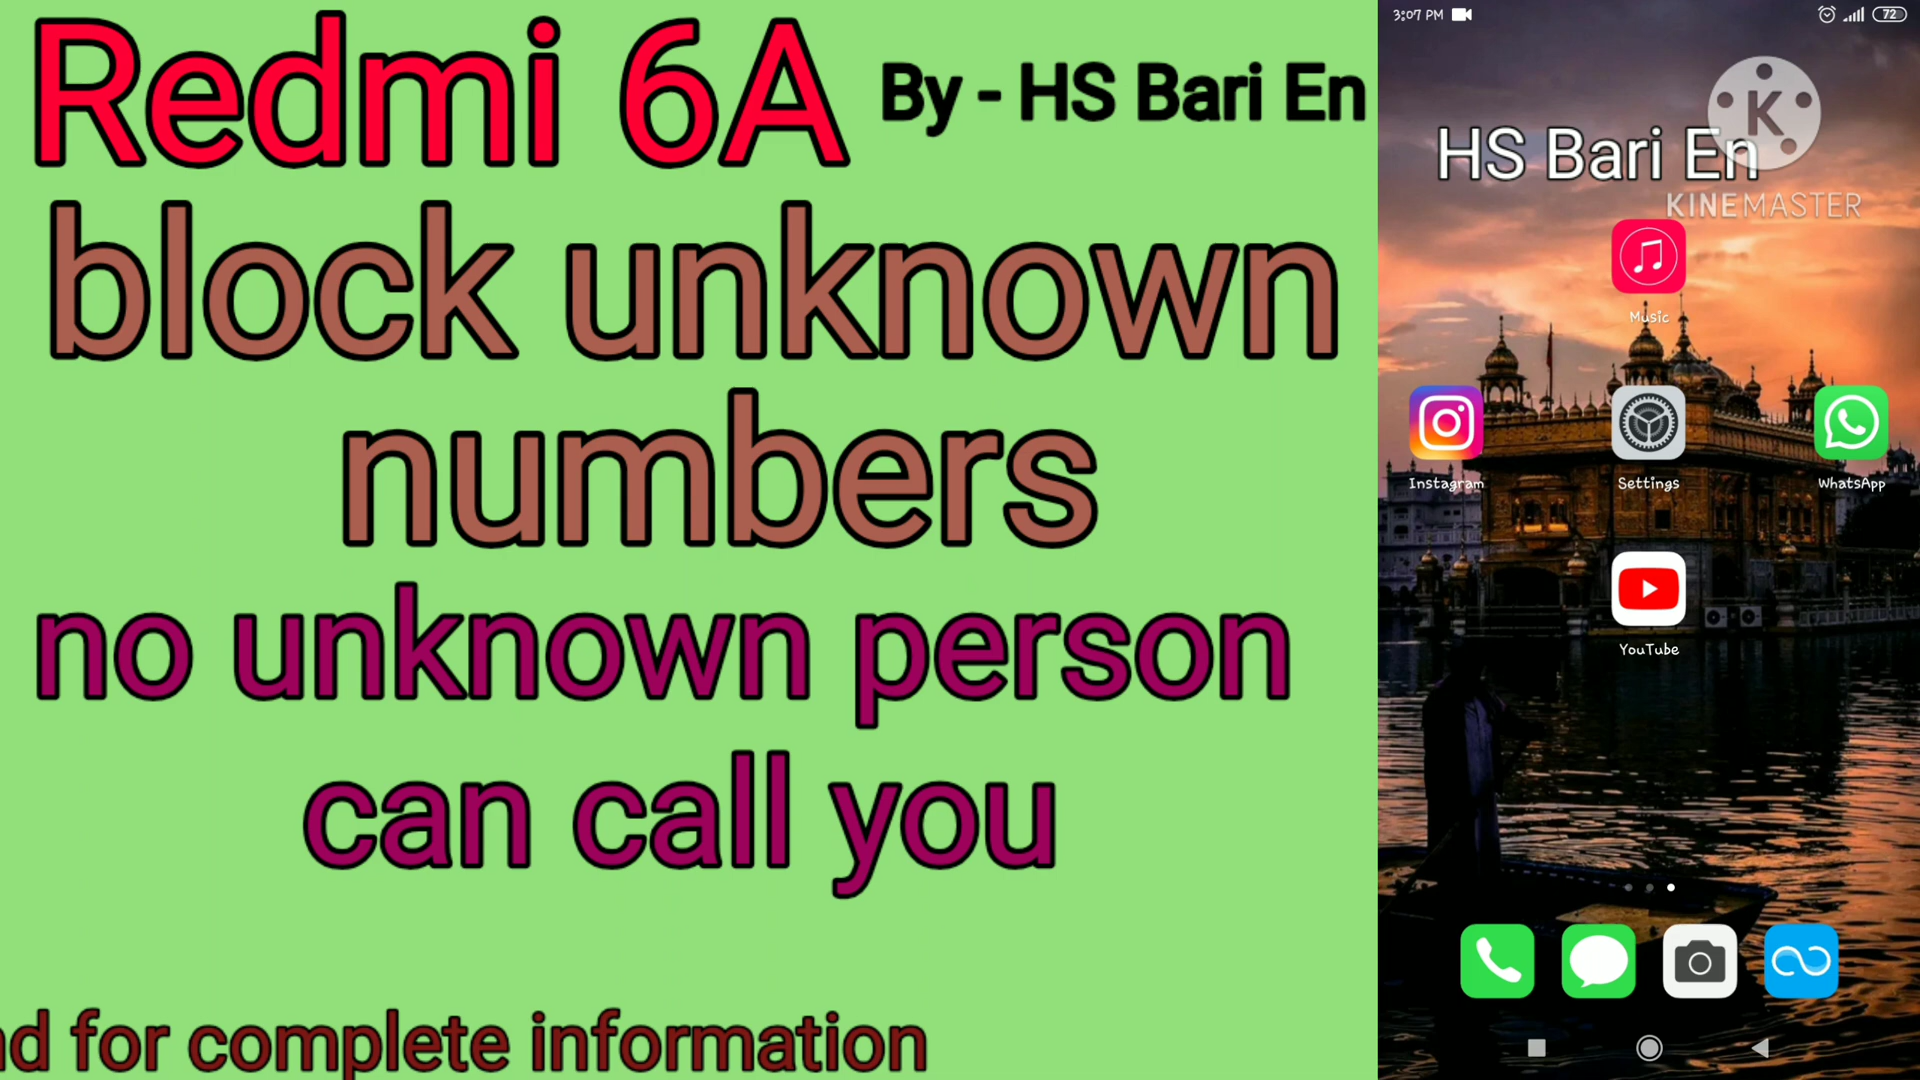 Redmi 6A By - HS Bari En
block unknown
numbers
no unknown person
can call you
for complete information
3:07 PM
72
K
HS Bari En
KINEMASTER
Music
Instagram
Settings
WhatsApp
YouTube